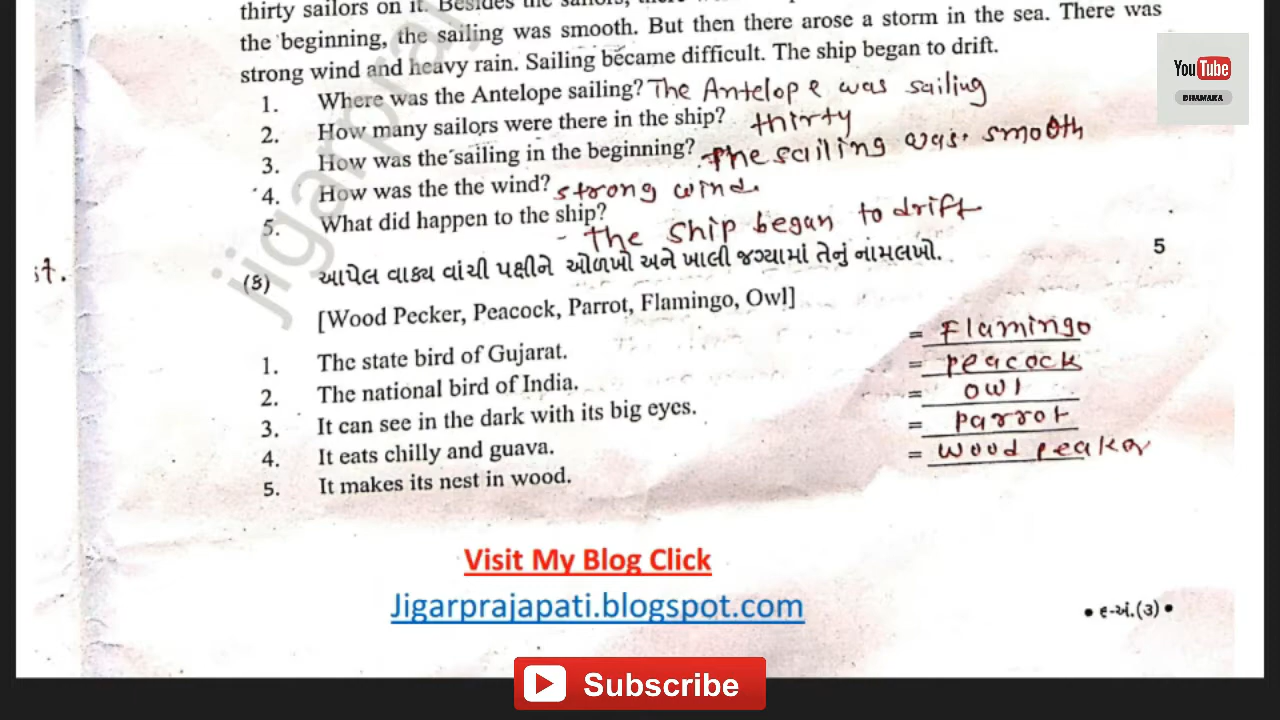 thirty sailors on it. Besides the sailors,
the beginning, the sailing was smooth. But then there arose a storm in the sea. There was
strong wind and heavy rain. Sailing became difficult. The ship began to drift.
1. Where was the Antelope sailing? The Antelope was sailing
2. How many sailors were there in the ship? thirty
3. How was the sailing in the beginning? The sailing was smooth
4. How was the the wind? strong wind.
5. What did happen to the ship?
- The ship began to drift
(ક) આપેલ વાક્ય વાંચી પક્ષીને ઓળખો અને ખાલી જગ્યામાં તેનું નામલખો. 5
[Wood Pecker, Peacock, Parrot, Flamingo, Owl]
1. The state bird of Gujarat. = Flamingo
2. The national bird of India. = peacock
3. It can see in the dark with its big eyes. = owl
4. It eats chilly and guava. = parrot
5. It makes its nest in wood. = wood peaker
Visit My Blog Click
Jigarprajapati.blogspot.com
• ૬-અં.(૩) •
Subscribe
YouTube
DHAMAKA
jigarpraj